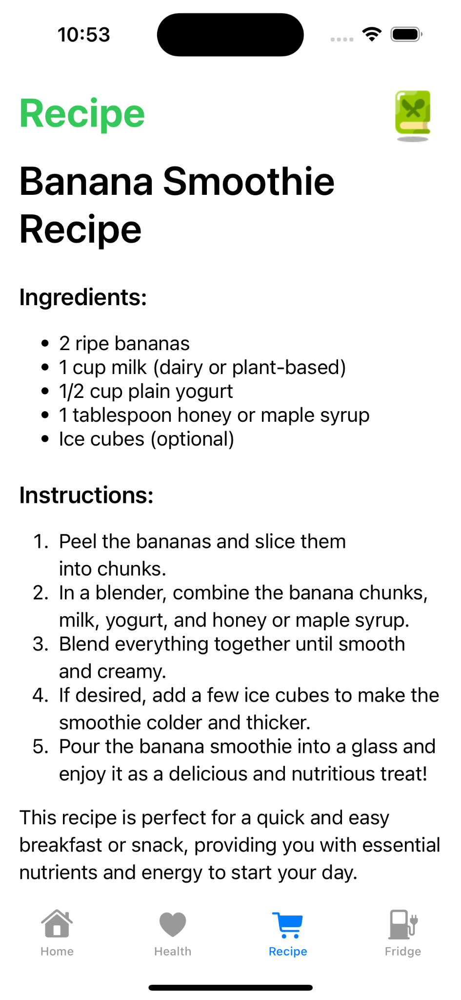 10:53
Recipe
Banana Smoothie
Recipe
Ingredients:
• 2 ripe bananas
• 1 cup milk (dairy or plant-based)
• 1/2 cup plain yogurt
• 1 tablespoon honey or maple syrup
• Ice cubes (optional)
Instructions:
1. Peel the bananas and slice them
into chunks.
2. In a blender, combine the banana chunks,
milk, yogurt, and honey or maple syrup.
3. Blend everything together until smooth
and creamy.
4. If desired, add a few ice cubes to make the
smoothie colder and thicker.
5. Pour the banana smoothie into a glass and
enjoy it as a delicious and nutritious treat!
This recipe is perfect for a quick and easy
breakfast or snack, providing you with essential
nutrients and energy to start your day.
Home Health Recipe Fridge